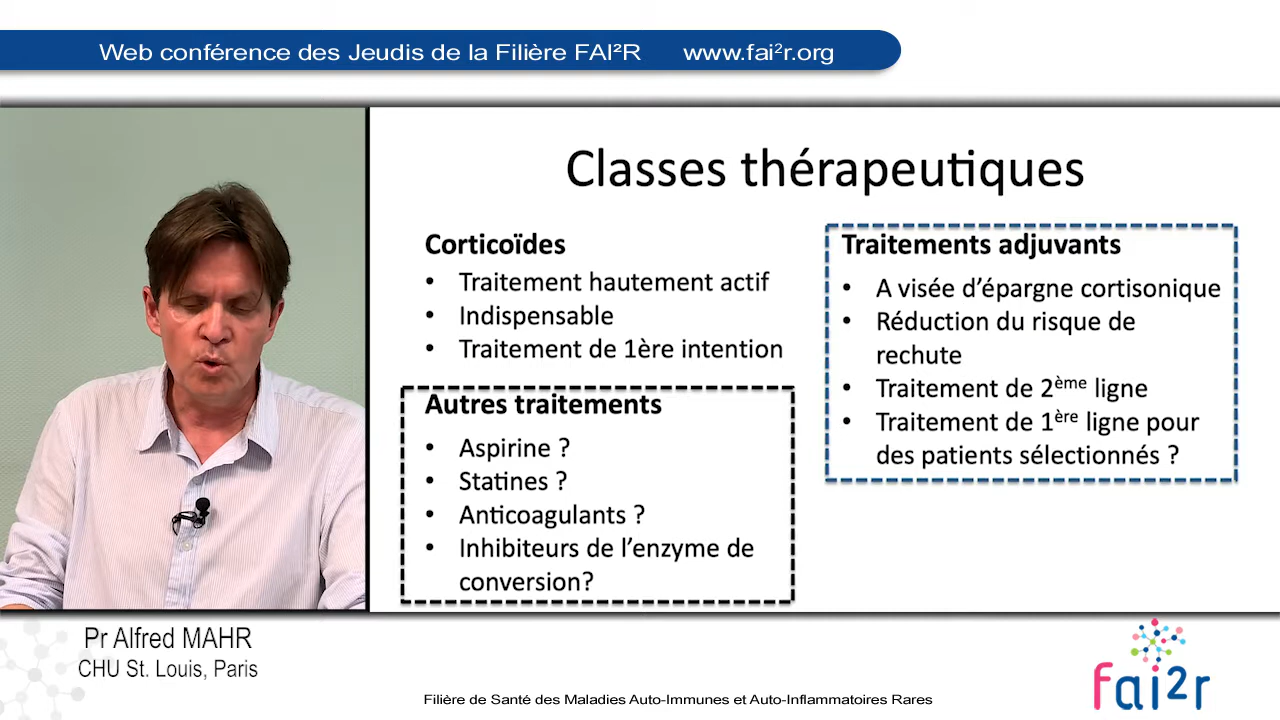 Web conférence des Jeudis de la Filière FAI²R www.fai²r.org
Classes thérapeutiques
Corticoïdes
• Traitement hautement actif
• Indispensable
• Traitement de 1ère intention
Autres traitements
• Aspirine ?
• Statines ?
• Anticoagulants ?
• Inhibiteurs de l’enzyme de
conversion?
Traitements adjuvants
• A visée d’épargne cortisonique
• Réduction du risque de
rechute
• Traitement de 2ème ligne
• Traitement de 1ère ligne pour
des patients sélectionnés ?
Pr Alfred MAHR
CHU St. Louis, Paris
Filière de Santé des Maladies Auto-Immunes et Auto-Inflammatoires Rares
fai2r